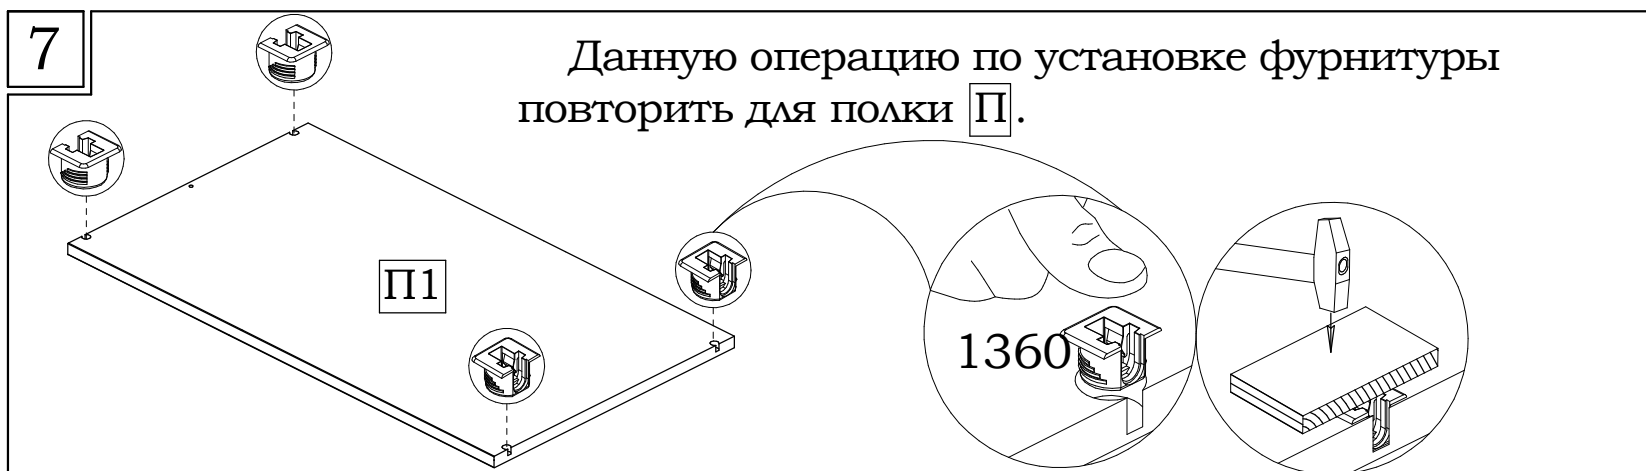 7
Данную операцию по установке фурнитуры
повторить для полки П.
П1
1360